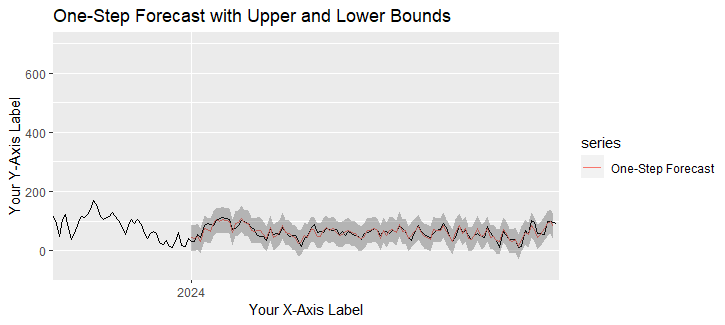 One-Step Forecast with Upper and Lower Bounds
600
400
200
0
Your Y-Axis Label
2024
Your X-Axis Label
series
One-Step Forecast